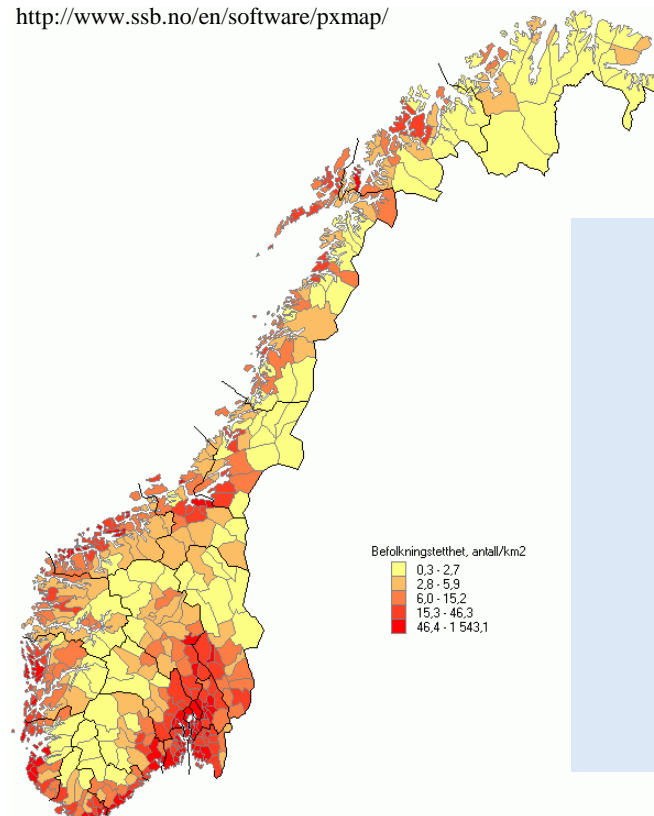 http://www.ssb.no/en/software/pxmap/
Befolkningstetthet, antall/km2
0,3 - 2,7
2,8 - 5,9
6,0 - 15,2
15,3 - 46,3
46,4 - 1 543,1